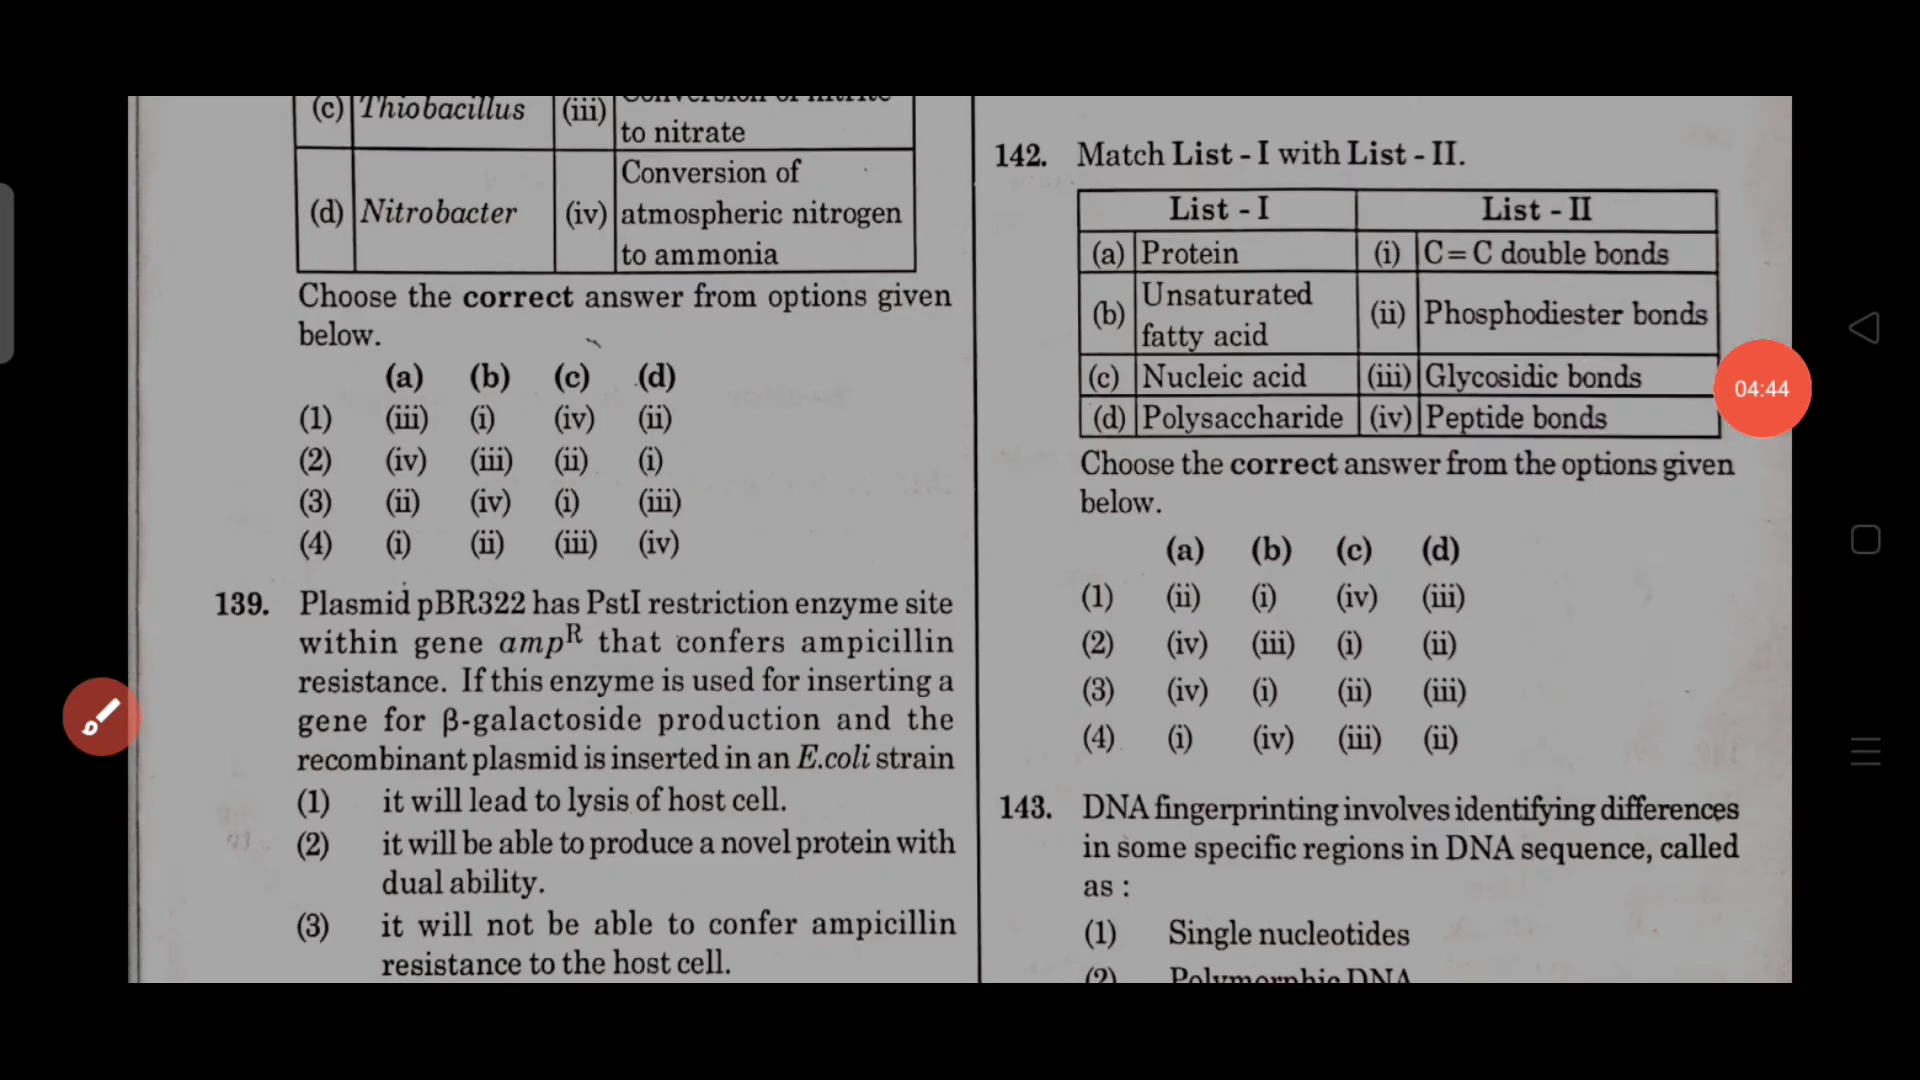 (c) Thiobacillus (iii) Conversion of nitrite
to nitrate
Conversion of
(d) Nitrobacter (iv) atmospheric nitrogen
to ammonia
Choose the correct answer from options given
below.
(a) (b) (c) (d)
(1) (iii) (i) (iv) (ii)
(2) (iv) (iii) (ii) (i)
(3) (ii) (iv) (i) (iii)
(4) (i) (ii) (iii) (iv)
139. Plasmid pBR322 has PstI restriction enzyme site
within gene ampR that confers ampicillin
resistance. If this enzyme is used for inserting a
gene for β-galactoside production and the
recombinant plasmid is inserted in an E.coli strain
(1) it will lead to lysis of host cell.
(2) it will be able to produce a novel protein with
dual ability.
(3) it will not be able to confer ampicillin
resistance to the host cell.
142. Match List - I with List - II.
List - I List - II
(a) Protein (i) C=C double bonds
(b) Unsaturated fatty acid (ii) Phosphodiester bonds
(c) Nucleic acid (iii) Glycosidic bonds
(d) Polysaccharide (iv) Peptide bonds
Choose the correct answer from the options given
below.
(a) (b) (c) (d)
(1) (ii) (i) (iv) (iii)
(2) (iv) (iii) (i) (ii)
(3) (iv) (i) (ii) (iii)
(4) (i) (iv) (iii) (ii)
143. DNA fingerprinting involves identifying differences
in some specific regions in DNA sequence, called
as :
(1) Single nucleotides
(2) Polymorphic DNA
04:44